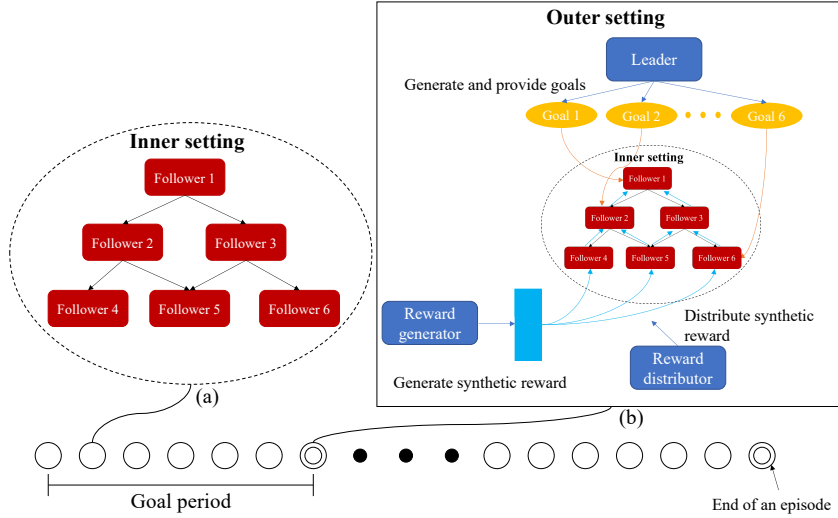 Outer setting
Leader
Generate and provide goals
Goal 1
Goal 2
Goal 6
Inner setting
Follower 1
Follower 2
Follower 3
Follower 4
Follower 5
Follower 6
Reward
generator
Generate synthetic reward
Distribute synthetic
reward
Reward
distributor
(b)
Inner setting
Follower 1
Follower 2
Follower 3
Follower 4
Follower 5
Follower 6
(a)
Goal period
End of an episode